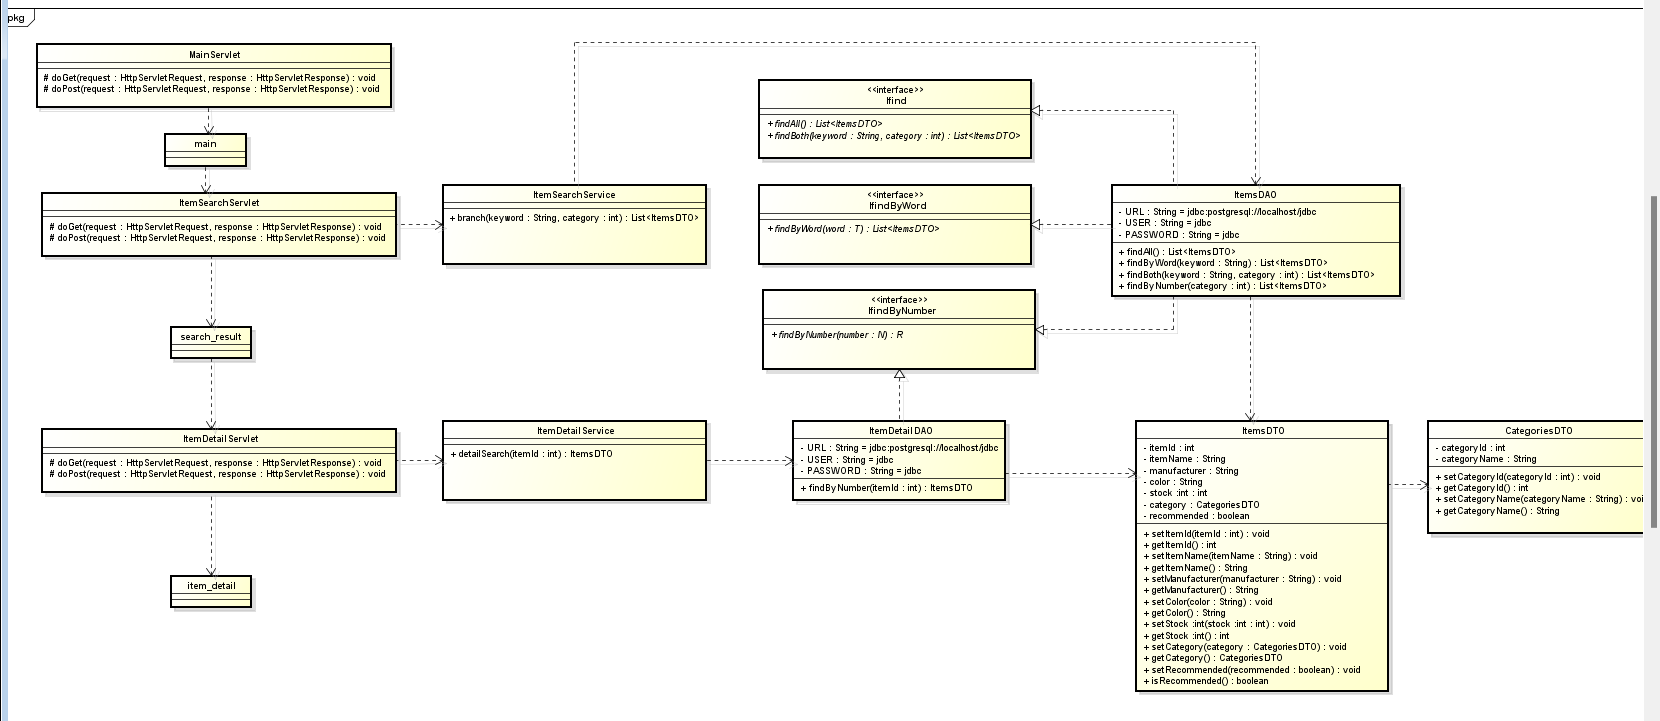 pkg
MainServlet
# doGet(request : HttpServletRequest, response : HttpServletResponse) : void
# doPost(request : HttpServletRequest, response : HttpServletResponse) : void
main
ItemSearchServlet
# doGet(request : HttpServletRequest, response : HttpServletResponse) : void
# doPost(request : HttpServletRequest, response : HttpServletResponse) : void
search_result
ItemDetailServlet
# doGet(request : HttpServletRequest, response : HttpServletResponse) : void
# doPost(request : HttpServletRequest, response : HttpServletResponse) : void
item_detail
ItemSearchService
+ branch(keyword : String, category : int) : List<ItemsDTO>
ItemDetailService
+ detailSearch(itemId : int) : ItemsDTO
<<interface>>
Ifind
+ findAll() : List<ItemsDTO>
+ findBoth(keyword : String, category : int) : List<ItemsDTO>
<<interface>>
IfindByWord
+ findByWord(word : T) : List<ItemsDTO>
<<interface>>
IfindByNumber
+ findByNumber(number : N) : R
ItemDetailDAO
- URL : String = jdbc:postgresql://localhost/jdbc
- USER : String = jdbc
- PASSWORD : String = jdbc
+ findByNumber(itemId : int) : ItemsDTO
ItemsDAO
- URL : String = jdbc:postgresql://localhost/jdbc
- USER : String = jdbc
- PASSWORD : String = jdbc
+ findAll() : List<ItemsDTO>
+ findByWord(keyword : String) : List<ItemsDTO>
+ findBoth(keyword : String, category : int) : List<ItemsDTO>
+ findByNumber(category : int) : List<ItemsDTO>
ItemsDTO
- itemId : int
- itemName : String
- manufacturer : String
- color : String
- stock :int : int
- category : CategoriesDTO
- recommended : boolean
+ setItemId(itemId : int) : void
+ getItemId() : int
+ setItemName(itemName : String) : void
+ getItemName() : String
+ setManufacturer(manufacturer : String) : void
+ getManufacturer() : String
+ setColor(color : String) : void
+ getColor() : String
+ setStock :int(stock :int : int) : void
+ getStock :int() : int
+ setCategory(category : CategoriesDTO) : void
+ getCategory() : CategoriesDTO
+ setRecommended(recommended : boolean) : void
+ isRecommended() : boolean
CategoriesDTO
- categoryId : int
- categoryName : String
+ setCategoryId(categoryId : int) : void
+ getCategoryId() : int
+ setCategoryName(categoryName : String) : voi
+ getCategoryName() : String